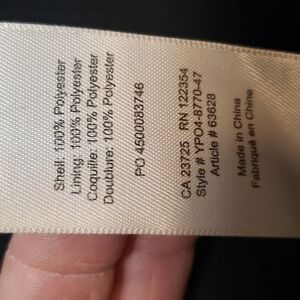 Shell: 100% Polyester
Lining: 100% Polyester
Coquille: 100% Polyester
Doublure: 100% Polyester
PO 4500083746
CA 23725 RN 122354
Style # YPO4-8770-47
Article # 63628
Made in China
Fabriqué en Chine